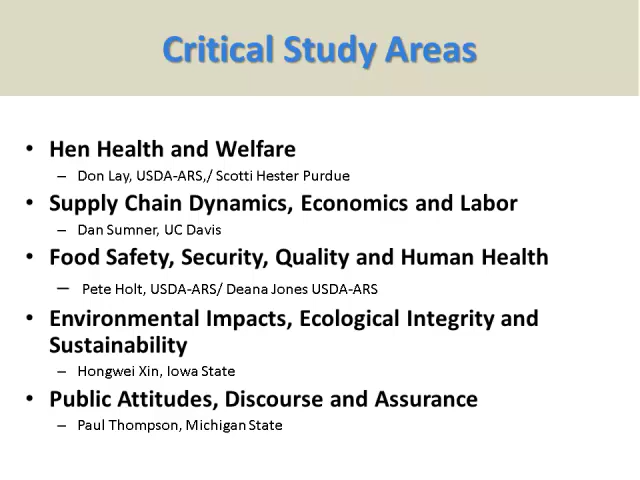 Critical Study Areas
• Hen Health and Welfare
– Don Lay, USDA-ARS,/ Scotti Hester Purdue
• Supply Chain Dynamics, Economics and Labor
– Dan Sumner, UC Davis
• Food Safety, Security, Quality and Human Health
– Pete Holt, USDA-ARS/ Deana Jones USDA-ARS
• Environmental Impacts, Ecological Integrity and
Sustainability
– Hongwei Xin, Iowa State
• Public Attitudes, Discourse and Assurance
– Paul Thompson, Michigan State